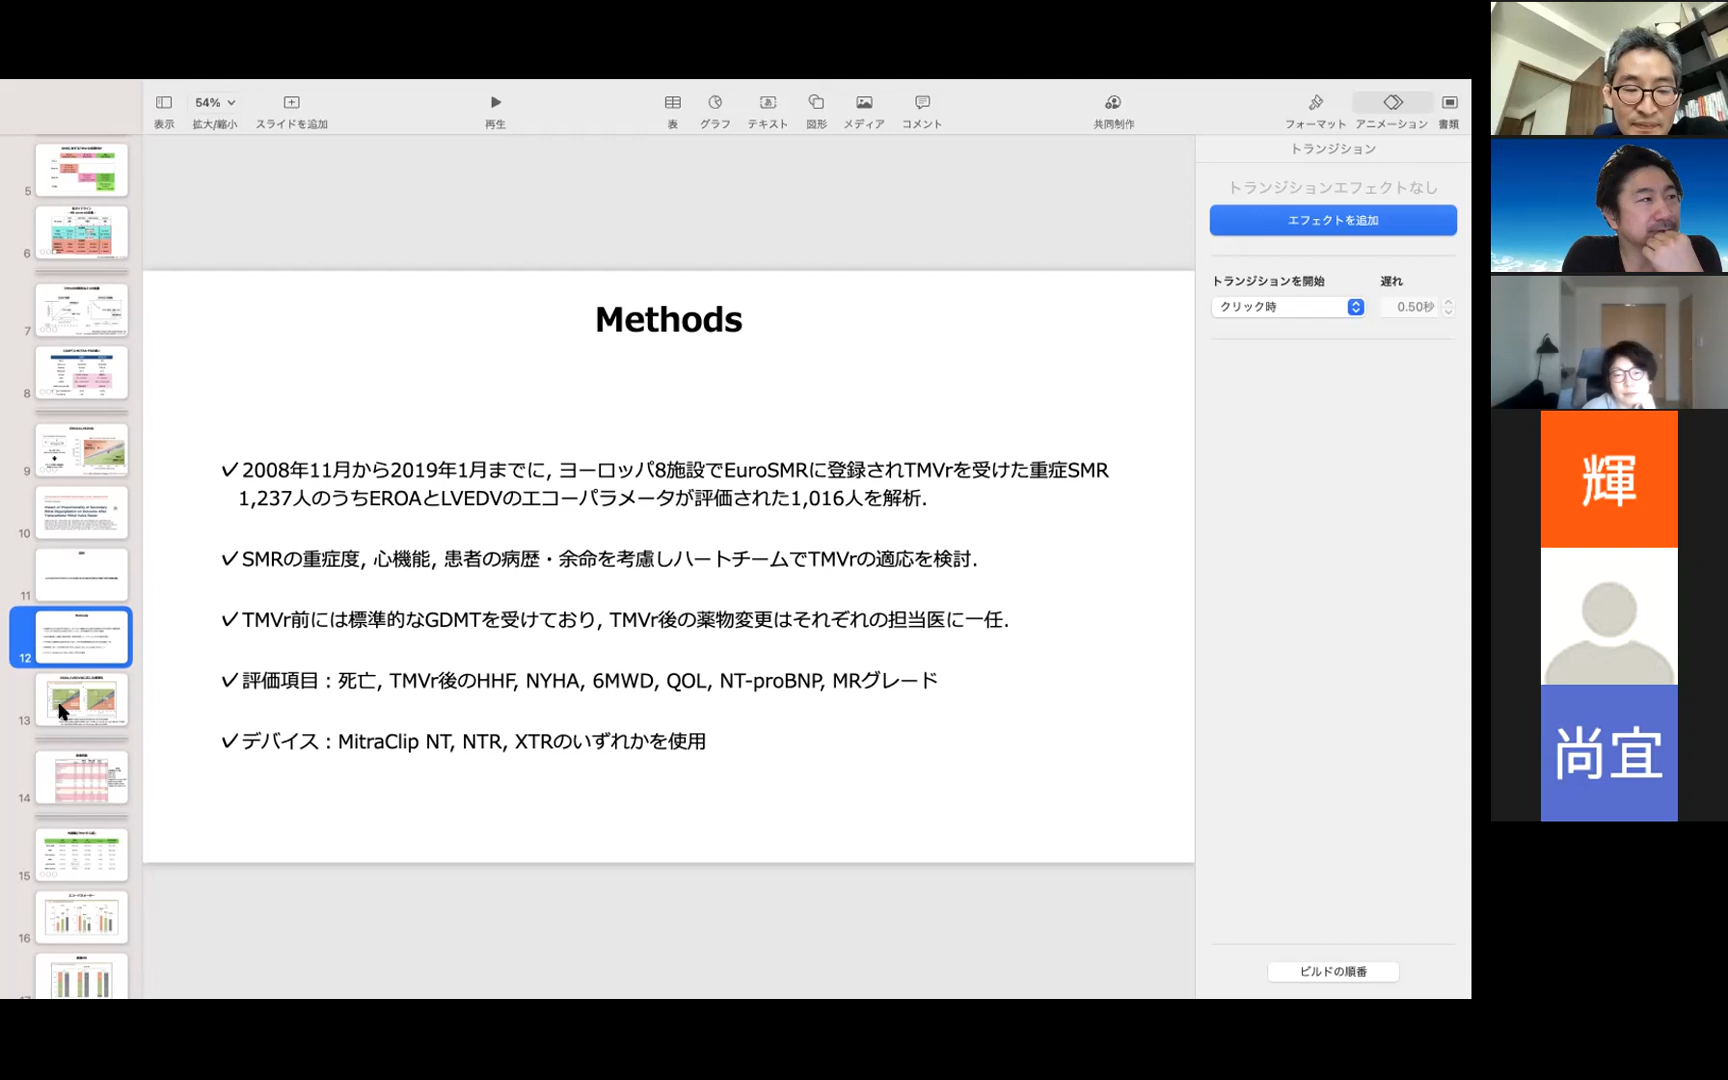 54%
表示
拡大/縮小
スライドを追加
再生
表
グラフ
テキスト
図形
メディア
コメント
共同制作
フォーマット
アニメーション
書類
トランジション
トランジションエフェクトなし
エフェクトを追加
トランジションを開始
遅れ
クリック時
0.50秒
ビルドの順番
5
6
7
8
9
10
11
12
Methods
13
14
15
16
Methods
✓2008年11月から2019年1月までに, ヨーロッパ8施設でEuroSMRに登録されTMVrを受けた重症SMR
1,237人のうちEROAとLVEDVのエコーパラメータが評価された1,016人を解析.
✓SMRの重症度, 心機能, 患者の病歴・余命を考慮しハートチームでTMVrの適応を検討.
✓TMVr前には標準的なGDMTを受けており, TMVr後の薬物変更はそれぞれの担当医に一任.
✓評価項目：死亡, TMVr後のHHF, NYHA, 6MWD, QOL, NT-proBNP, MRグレード
✓デバイス：MitraClip NT, NTR, XTRのいずれかを使用
輝
尚宜